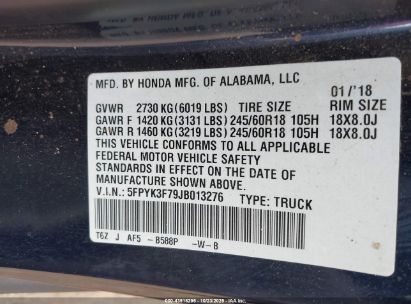 MFD. BY HONDA MFG. OF ALABAMA, LLC
01/'18
GVWR 2730 KG (6019 LBS) TIRE SIZE RIM SIZE
GAWR F 1420 KG (3131 LBS) 245/60R18 105H 18X8.0J
GAWR R 1460 KG (3219 LBS) 245/60R18 105H 18X8.0J
THIS VEHICLE CONFORMS TO ALL APPLICABLE
FEDERAL MOTOR VEHICLE SAFETY
STANDARDS IN EFFECT ON THE DATE OF
MANUFACTURE SHOWN ABOVE.
V.I.N.: 5FPYK3F79JB013276 TYPE: TRUCK
T6Z J AF5 -B588P -W-B